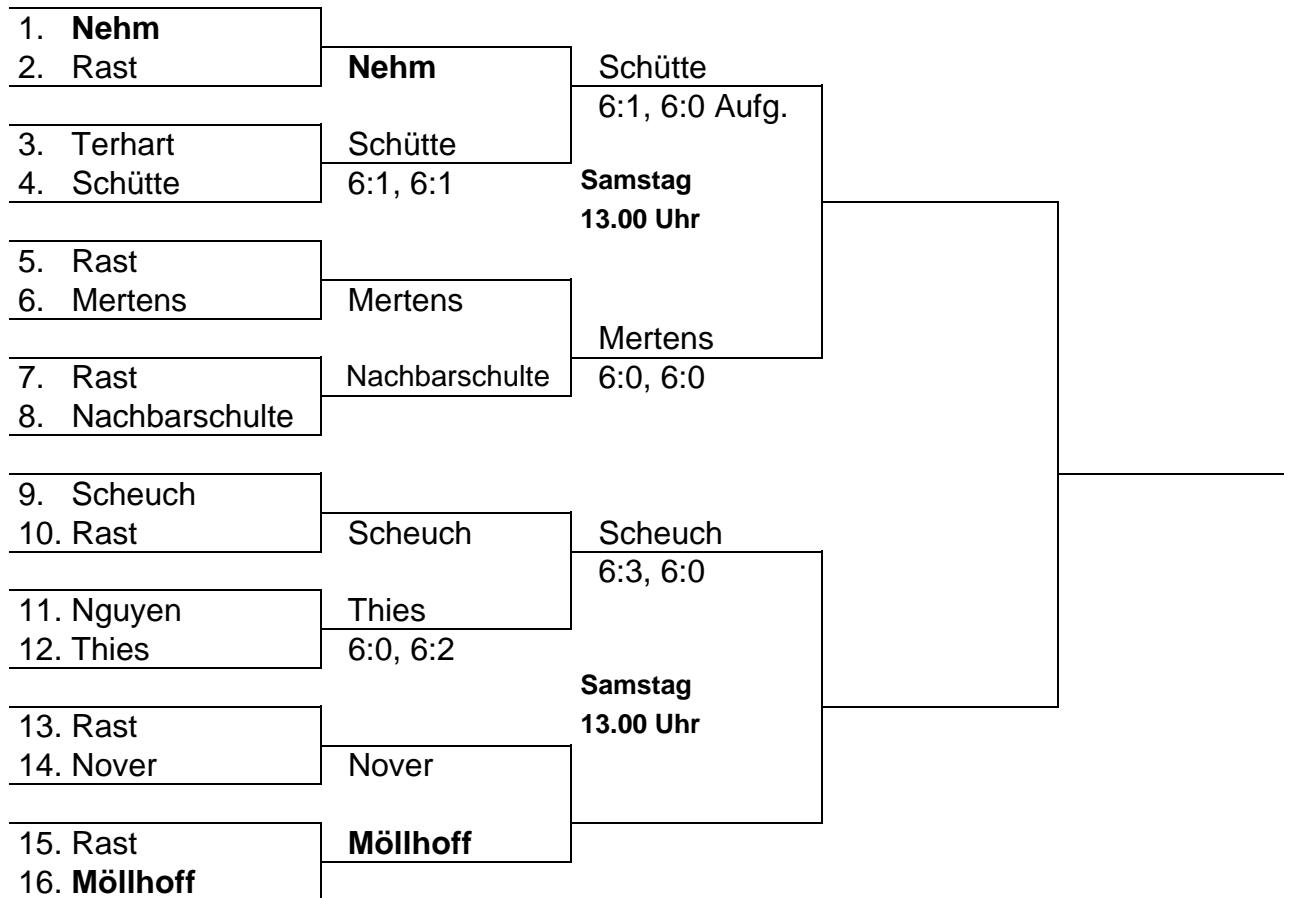 1. Nehm
2. Rast
Nehm
Schütte
6:1, 6:0 Aufg.
3. Terhart
Schütte
4. Schütte
6:1, 6:1
Samstag
13.00 Uhr
5. Rast
6. Mertens
Mertens
Mertens
7. Rast
Nachbarschulte
6:0, 6:0
8. Nachbarschulte
9. Scheuch
10. Rast
Scheuch
Scheuch
6:3, 6:0
11. Nguyen
Thies
12. Thies
6:0, 6:2
Samstag
13. Rast
13.00 Uhr
14. Nover
Nover
15. Rast
Möllhoff
16. Möllhoff